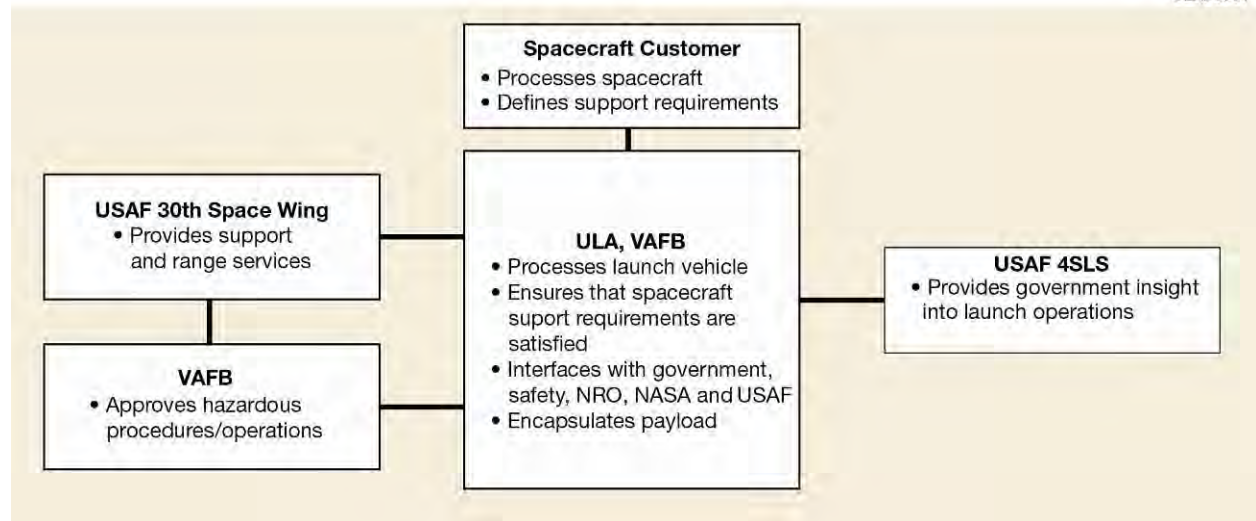 Spacecraft Customer
• Processes spacecraft
• Defines support requirements
USAF 30th Space Wing
• Provides support
and range services
VAFB
• Approves hazardous
procedures/operations
ULA, VAFB
• Processes launch vehicle
• Ensures that spacecraft
suport requirements are
satisfied
• Interfaces with government,
safety, NRO, NASA and USAF
• Encapsulates payload
USAF 4SLS
• Provides government insight
into launch operations